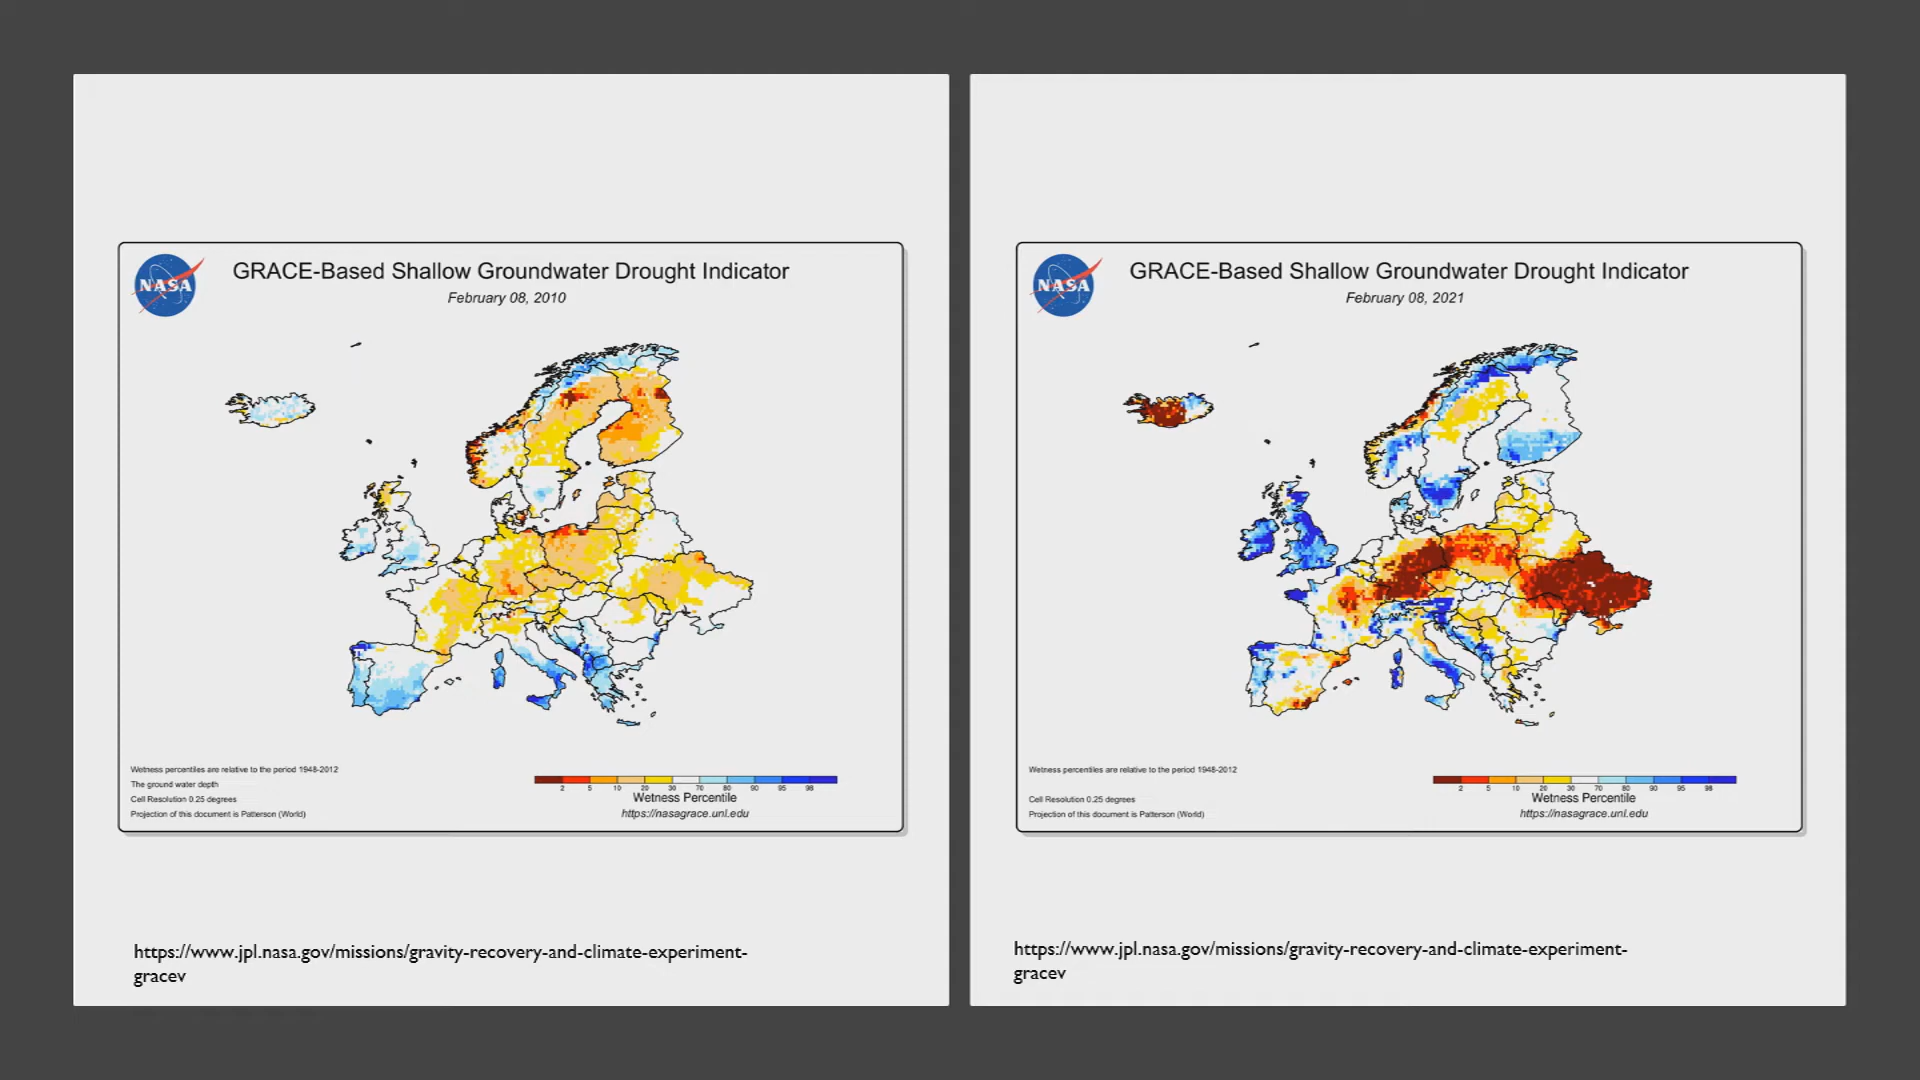 NASA
GRACE-Based Shallow Groundwater Drought Indicator
February 08, 2010
Wetness percentiles are relative to the period 1948-2012
The ground water depth
Cell Resolution 0.25 degrees
Projection of this document is Patterson (World)
2 5 10 20 30 70 80 90 95 98
Wetness Percentile
https://nasagrace.unl.edu
https://www.jpl.nasa.gov/missions/gravity-recovery-and-climate-experiment-
gracev
NASA
GRACE-Based Shallow Groundwater Drought Indicator
February 08, 2021
Wetness percentiles are relative to the period 1948-2012
Cell Resolution 0.25 degrees
Projection of this document is Patterson (World)
2 5 10 20 30 70 80 90 95 98
Wetness Percentile
https://nasagrace.unl.edu
https://www.jpl.nasa.gov/missions/gravity-recovery-and-climate-experiment-
gracev